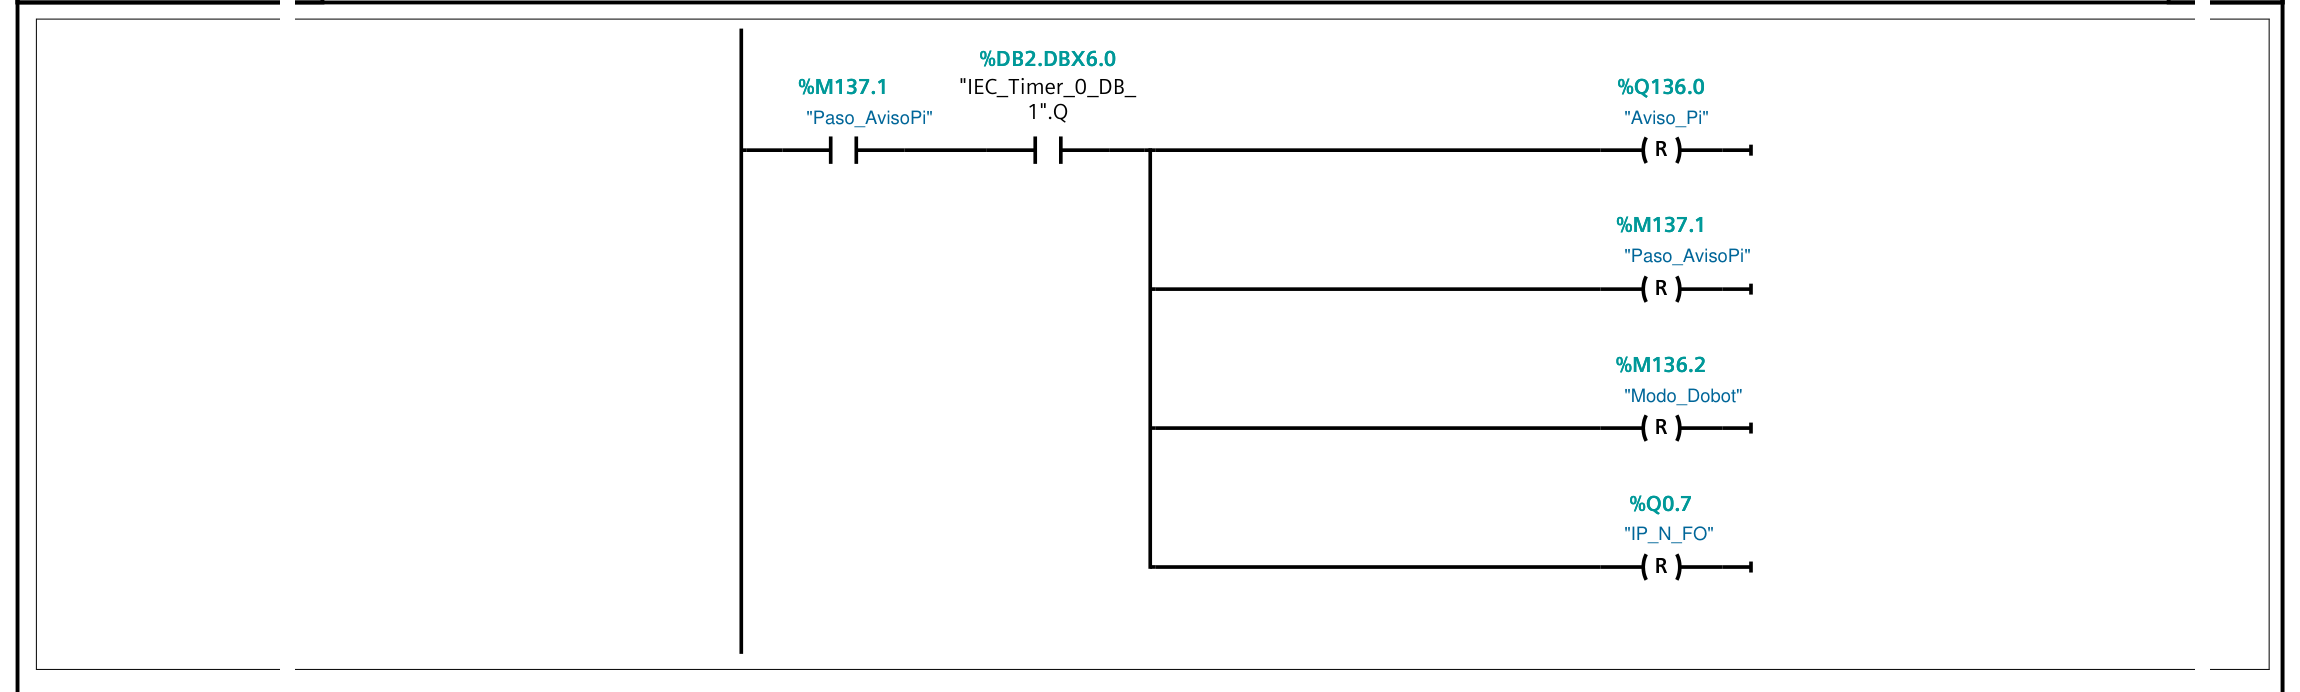 %DB2.DBX6.0
%M137.1
"IEC_Timer_0_DB_
%Q136.0
"Paso_AvisoPi"
1".Q
"Aviso_Pi"
R
%M137.1
"Paso_AvisoPi"
R
%M136.2
"Modo_Dobot"
R
%Q0.7
"IP_N_FO"
R